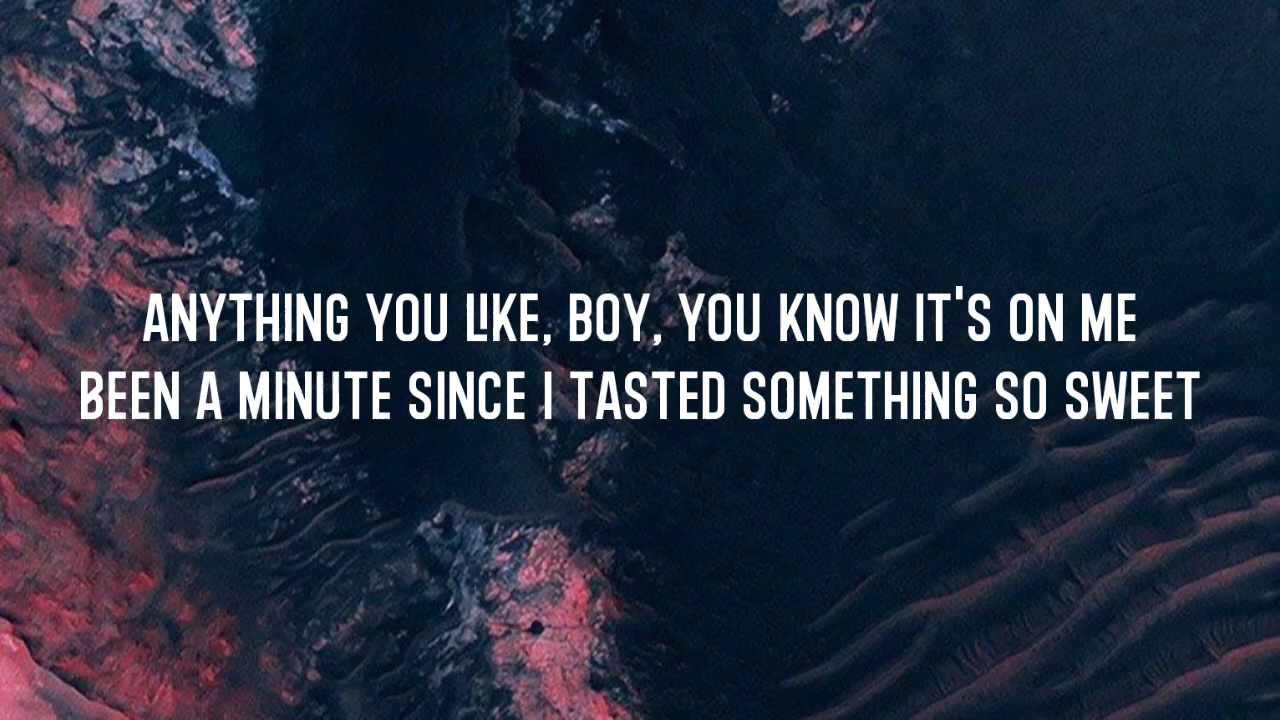 ANYTHING YOU LIKE, BOY, YOU KNOW IT'S ON ME
BEEN A MINUTE SINCE I TASTED SOMETHING SO SWEET